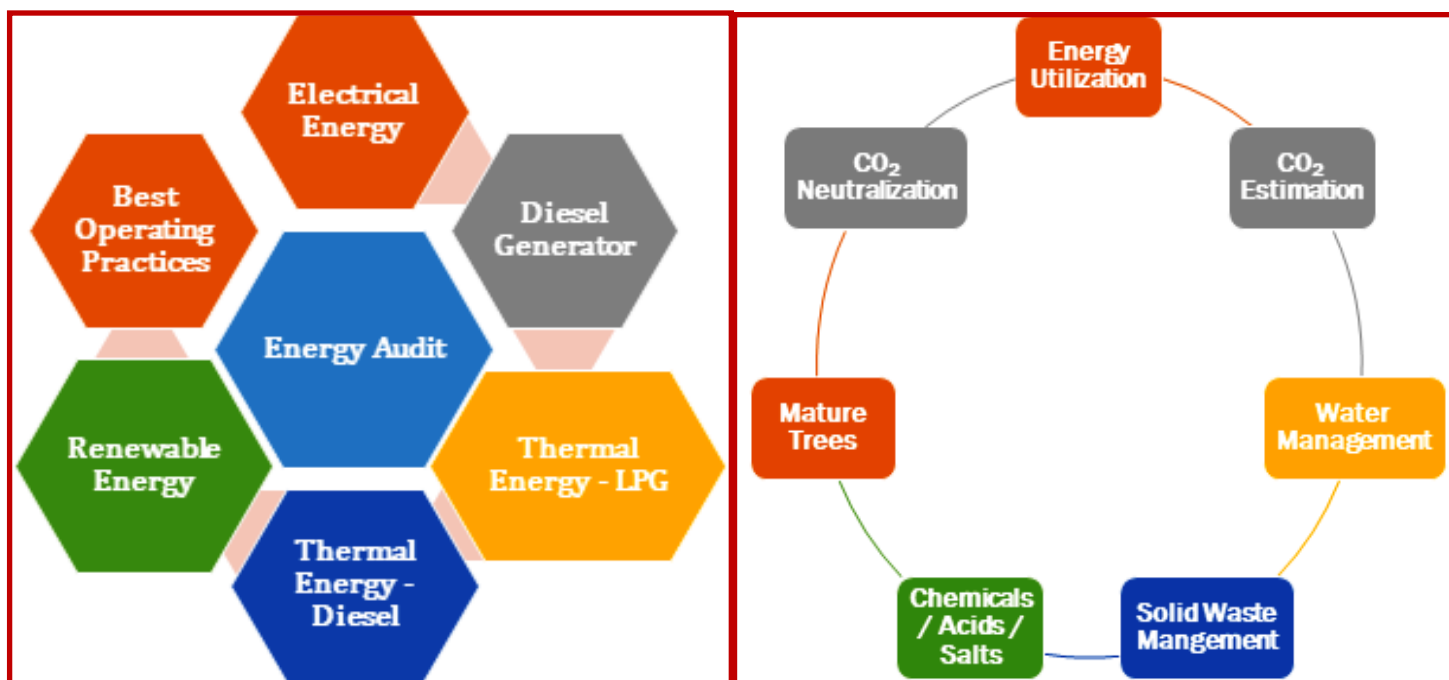 Electrical
Energy
Best
Operating
Practices
Diesel
Generator
Energy Audit
Renewable
Energy
Thermal
Energy - LPG
Thermal
Energy -
Diesel
Energy
Utilization
CO₂
Neutralization
CO₂
Estimation
Mature
Trees
Water
Management
Chemicals
/ Acids /
Salts
Solid Waste
Mangement